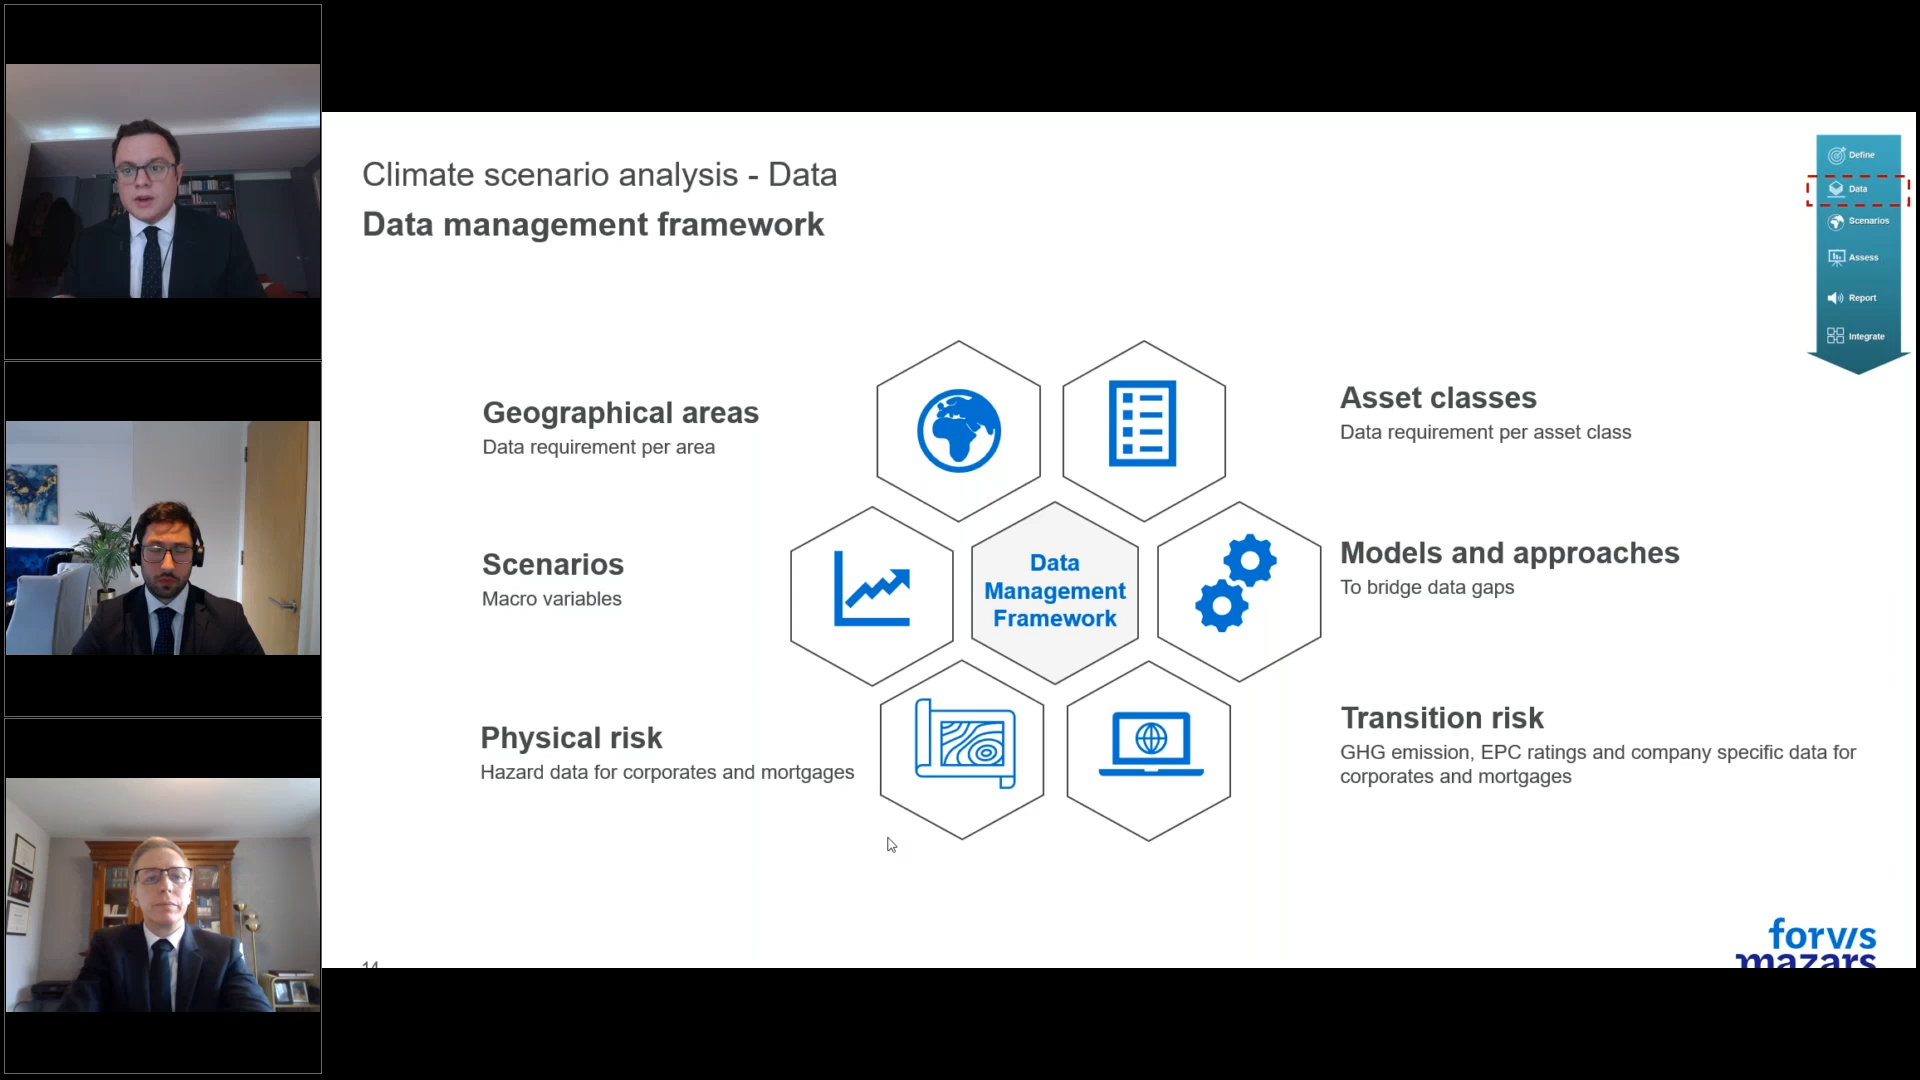 Climate scenario analysis - Data
Data management framework
Define
Data
Scenarios
Assess
Report
Integrate
Geographical areas
Data requirement per area
Scenarios
Macro variables
Physical risk
Hazard data for corporates and mortgages
Data
Management
Framework
Asset classes
Data requirement per asset class
Models and approaches
To bridge data gaps
Transition risk
GHG emission, EPC ratings and company specific data for
corporates and mortgages
14
forvis
mazars